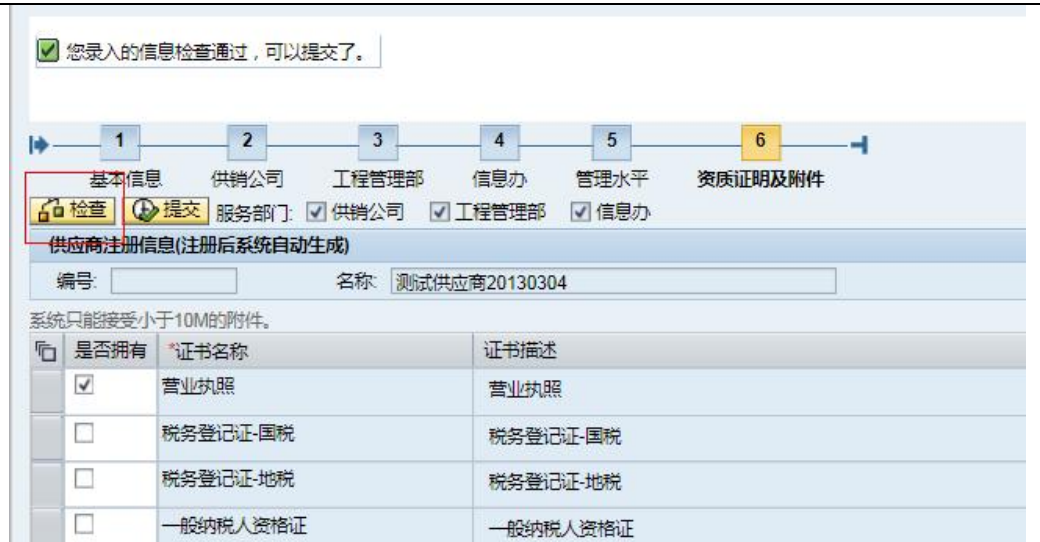 您录入的信息检查通过，可以提交了。
1 2 3 4 5 6
基本信息 供销公司 工程管理部 信息办 管理水平 资质证明及附件
检查 提交 服务部门: 供销公司 工程管理部 信息办
供应商注册信息(注册后系统自动生成)
编号: 名称: 测试供应商20130304
系统只能接受小于10M的附件。
是否拥有 *证书名称 证书描述
营业执照 营业执照
税务登记证-国税 税务登记证-国税
税务登记证-地税 税务登记证-地税
一般纳税人资格证 一般纳税人资格证